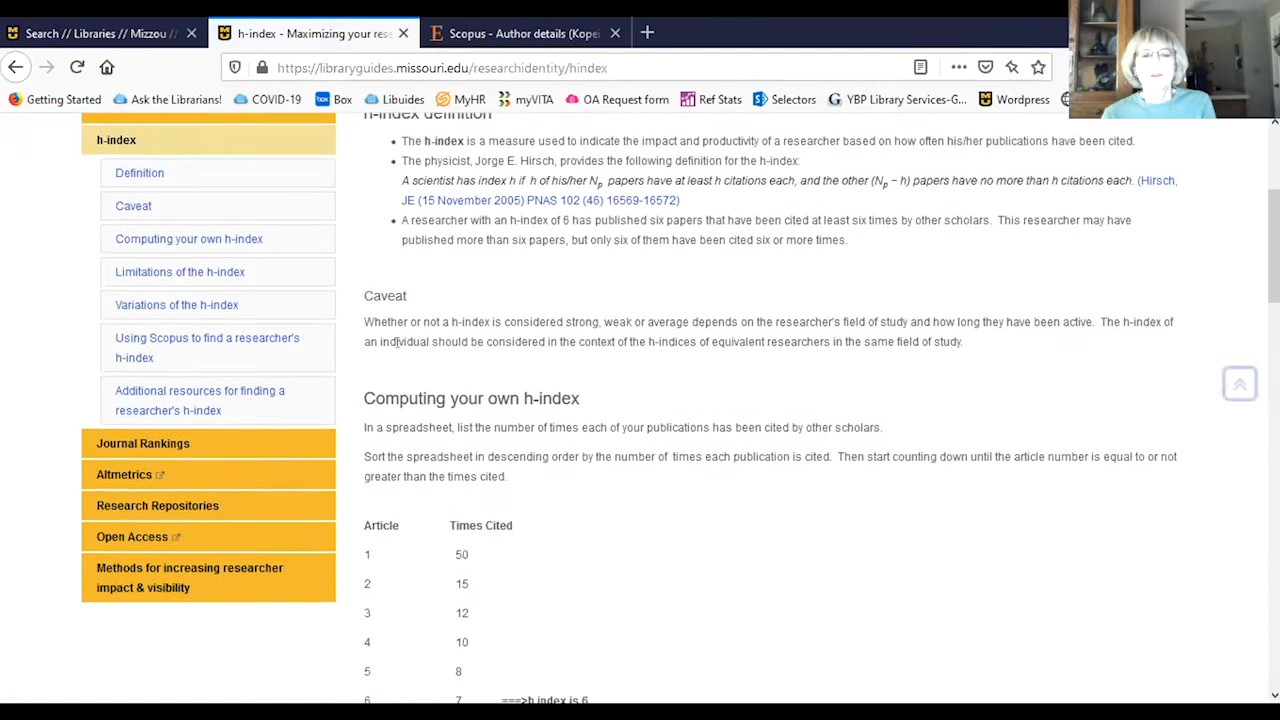 Search // Libraries // Mizzou //
h-index - Maximizing your rese
Scopus - Author details (Kopei
https://libraryguides.missouri.edu/researchidentity/hindex
Getting Started
Ask the Librarians!
COVID-19
Box
Libuides
MyHR
myVITA
OA Request form
Ref Stats
Selectors
YBP Library Services-G...
Wordpress
h-index
Definition
Caveat
Computing your own h-index
Limitations of the h-index
Variations of the h-index
Using Scopus to find a researcher's
h-index
Additional resources for finding a
researcher's h-index
Journal Rankings
Altmetrics
Research Repositories
Open Access
Methods for increasing researcher
impact & visibility
h-index definition
• The h-index is a measure used to indicate the impact and productivity of a researcher based on how often his/her publications have been cited.
• The physicist, Jorge E. Hirsch, provides the following definition for the h-index:
A scientist has index h if h of his/her Np papers have at least h citations each, and the other (Np − h) papers have no more than h citations each. (Hirsch,
JE (15 November 2005) PNAS 102 (46) 16569-16572)
• A researcher with an h-index of 6 has published six papers that have been cited at least six times by other scholars. This researcher may have
published more than six papers, but only six of them have been cited six or more times.
Caveat
Whether or not a h-index is considered strong, weak or average depends on the researcher's field of study and how long they have been active. The h-index of
an individual should be considered in the context of the h-indices of equivalent researchers in the same field of study.
Computing your own h-index
In a spreadsheet, list the number of times each of your publications has been cited by other scholars.
Sort the spreadsheet in descending order by the number of times each publication is cited. Then start counting down until the article number is equal to or not
greater than the times cited.
Article Times Cited
1 50
2 15
3 12
4 10
5 8
6 7 ===>h index is 6